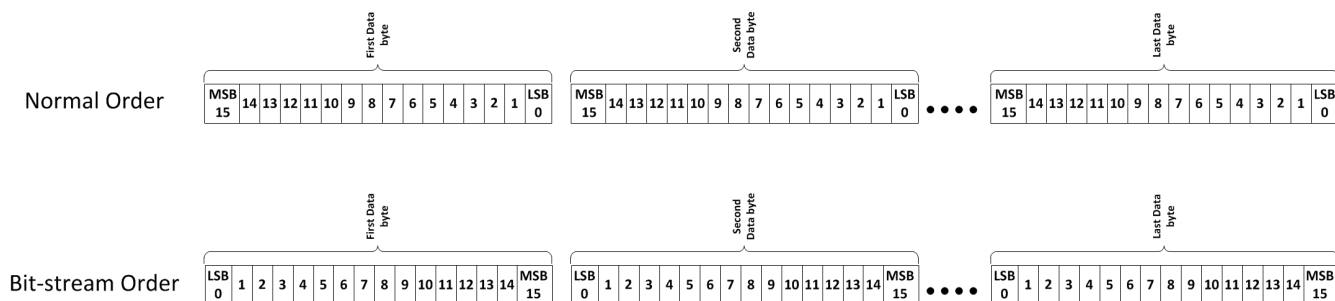 First Data
byte
Second
Data byte
Last Data
byte
Normal Order
MSB 14 13 12 11 10 9 8 7 6 5 4 3 2 1 LSB
15 0
MSB 14 13 12 11 10 9 8 7 6 5 4 3 2 1 LSB
15 0
MSB 14 13 12 11 10 9 8 7 6 5 4 3 2 1 LSB
15 0
First Data
byte
Second
Data byte
Last Data
byte
Bit-stream Order
LSB 1 2 3 4 5 6 7 8 9 10 11 12 13 14 MSB
0 15
LSB 1 2 3 4 5 6 7 8 9 10 11 12 13 14 MSB
0 15
LSB 1 2 3 4 5 6 7 8 9 10 11 12 13 14 MSB
0 15